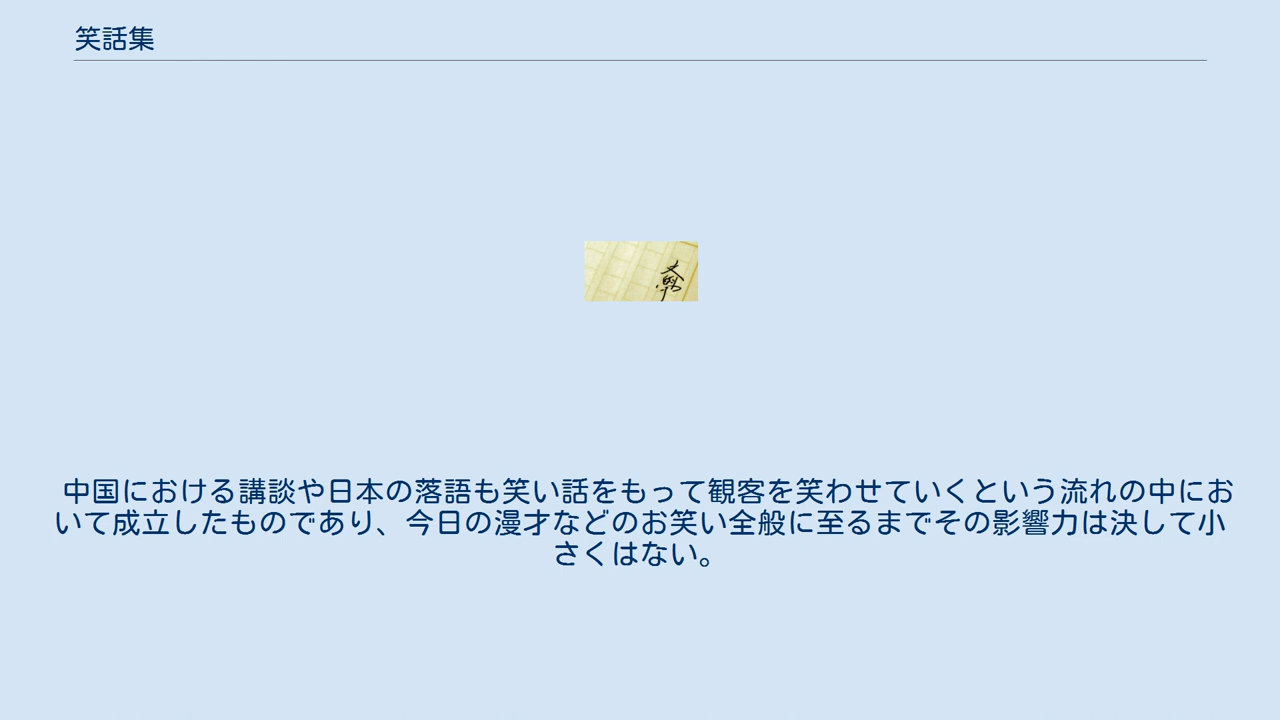 笑話集
中国における講談や日本の落語も笑い話をもって観客を笑わせていくという流れの中にお
いて成立したものであり、今日の漫才などのお笑い全般に至るまでその影響力は決して小
さくはない。